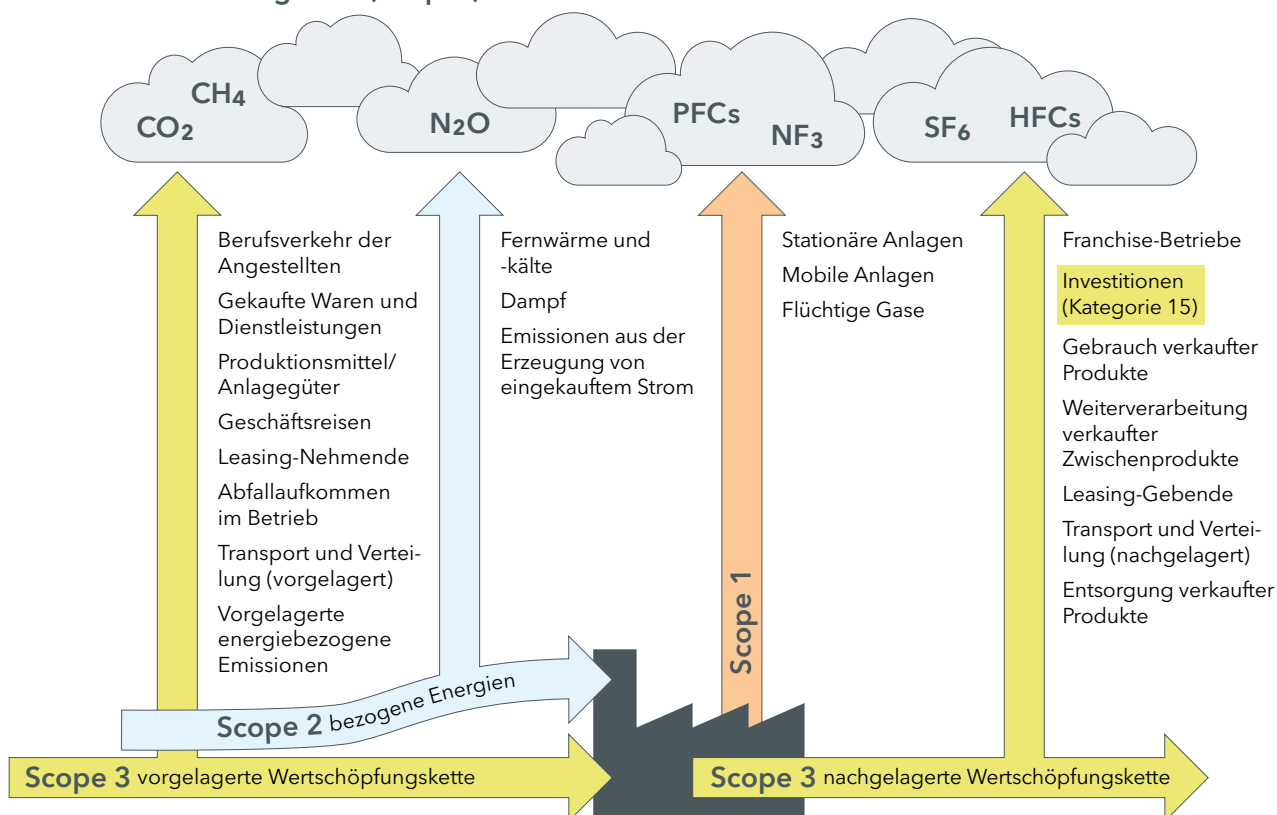 CH4
CO2
N2O
PFCs
NF3
SF6
HFCs
Berufsverkehr der
Angestellten
Gekaufte Waren und
Dienstleistungen
Produktionsmittel/
Anlagegüter
Geschäftsreisen
Leasing-Nehmende
Abfallaufkommen
im Betrieb
Transport und Vertei-
lung (vorgelagert)
Vorgelagerte
energiebezogene
Emissionen
Fernwärme und
-kälte
Dampf
Emissionen aus der
Erzeugung von
eingekauftem Strom
Stationäre Anlagen
Mobile Anlagen
Flüchtige Gase
Franchise-Betriebe
Investitionen
(Kategorie 15)
Gebrauch verkaufter
Produkte
Weiterverarbeitung
verkaufter
Zwischenprodukte
Leasing-Gebende
Transport und Vertei-
lung (nachgelagert)
Entsorgung verkaufter
Produkte
Scope 1
Scope 2 bezogene Energien
Scope 3 vorgelagerte Wertschöpfungskette
Scope 3 nachgelagerte Wertschöpfungskette